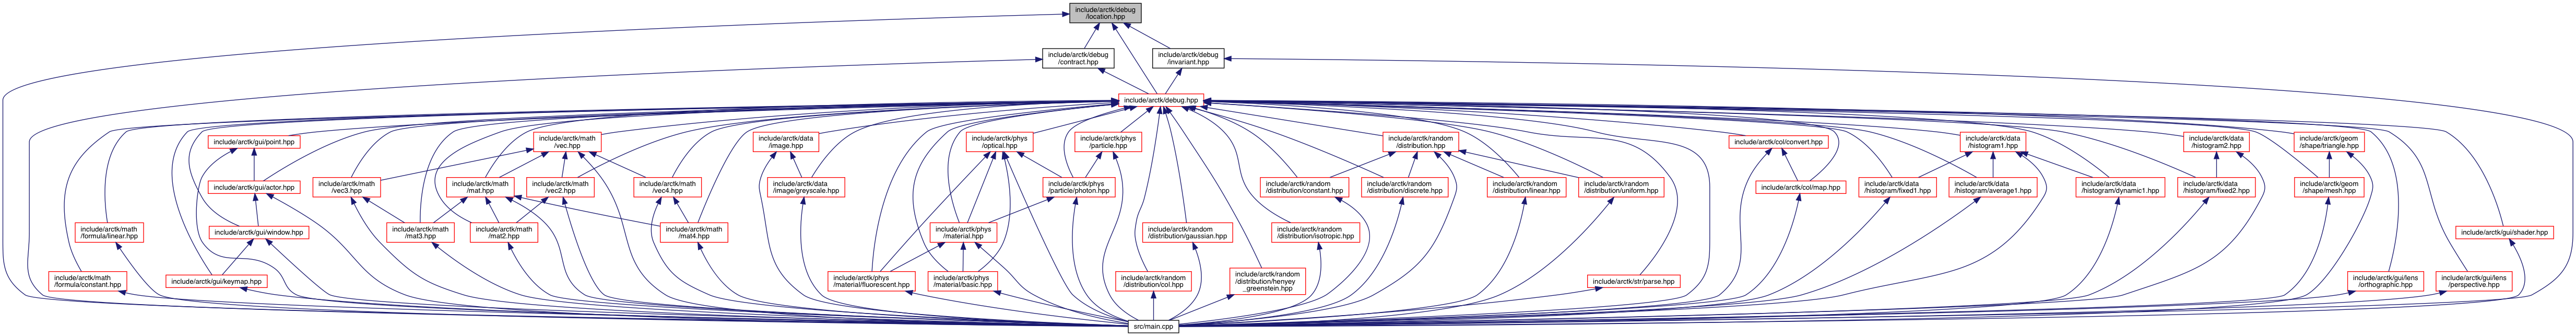 include/arctk/debug
/location.hpp
include/arctk/debug
/contract.hpp
include/arctk/debug
/invariant.hpp
include/arctk/debug.hpp
include/arctk/gui/point.hpp
include/arctk/math
/vec.hpp
include/arctk/data
/image.hpp
include/arctk/phys
/optical.hpp
include/arctk/phys
/particle.hpp
include/arctk/random
/distribution.hpp
include/arctk/col/convert.hpp
include/arctk/data
/histogram1.hpp
include/arctk/data
/histogram2.hpp
include/arctk/geom
/shape/triangle.hpp
include/arctk/gui/actor.hpp
include/arctk/math
/vec3.hpp
include/arctk/math
/mat.hpp
include/arctk/math
/vec2.hpp
include/arctk/math
/vec4.hpp
include/arctk/data
/image/greyscale.hpp
include/arctk/phys
/particle/photon.hpp
include/arctk/random
/distribution/constant.hpp
include/arctk/random
/distribution/discrete.hpp
include/arctk/random
/distribution/linear.hpp
include/arctk/random
/distribution/uniform.hpp
include/arctk/col/map.hpp
include/arctk/data
/histogram/fixed1.hpp
include/arctk/data
/histogram/average1.hpp
include/arctk/data
/histogram/dynamic1.hpp
include/arctk/data
/histogram/fixed2.hpp
include/arctk/geom
/shape/mesh.hpp
include/arctk/math
/formula/linear.hpp
include/arctk/gui/window.hpp
include/arctk/math
/mat3.hpp
include/arctk/math
/mat2.hpp
include/arctk/math
/mat4.hpp
include/arctk/phys
/material.hpp
include/arctk/random
/distribution/gaussian.hpp
include/arctk/random
/distribution/isotropic.hpp
include/arctk/gui/shader.hpp
include/arctk/math
/formula/constant.hpp
include/arctk/gui/keymap.hpp
include/arctk/phys
/material/fluorescent.hpp
include/arctk/phys
/material/basic.hpp
include/arctk/random
/distribution/col.hpp
include/arctk/random
/distribution/henyey
_greenstein.hpp
include/arctk/str/parse.hpp
include/arctk/gui/lens
/orthographic.hpp
include/arctk/gui/lens
/perspective.hpp
src/main.cpp